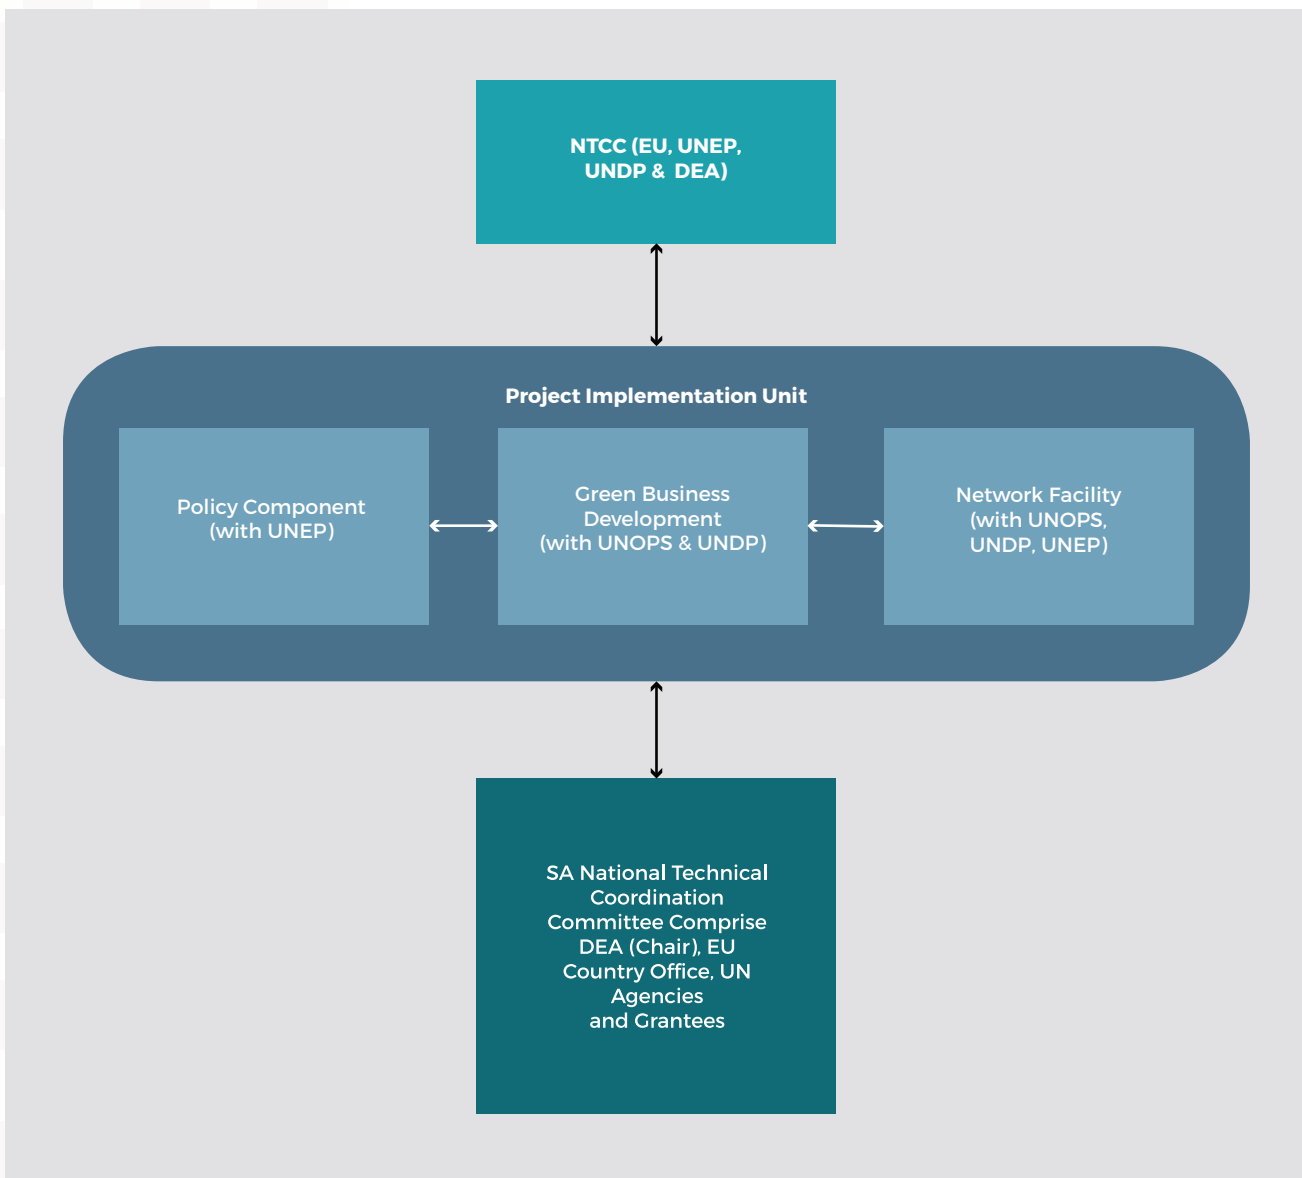 NTCC (EU, UNEP,
UNDP & DEA)
Project Implementation Unit
Policy Component
(with UNEP)
Green Business
Development
(with UNOPS & UNDP)
Network Facility
(with UNOPS,
UNDP, UNEP)
SA National Technical
Coordination
Committee Comprise
DEA (Chair), EU
Country Office, UN
Agencies
and Grantees